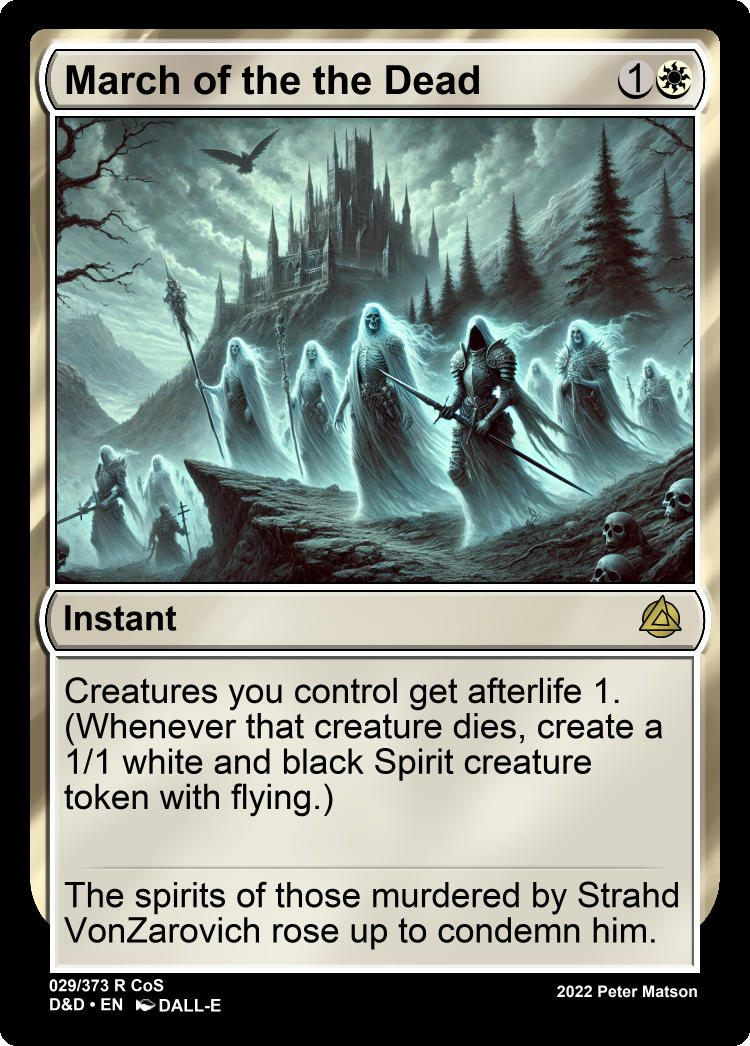 March of the the Dead
1
Instant
Creatures you control get afterlife 1.
(Whenever that creature dies, create a
1/1 white and black Spirit creature
token with flying.)
The spirits of those murdered by Strahd
VonZarovich rose up to condemn him.
029/373 R CoS
D&D • EN DALL-E
2022 Peter Matson